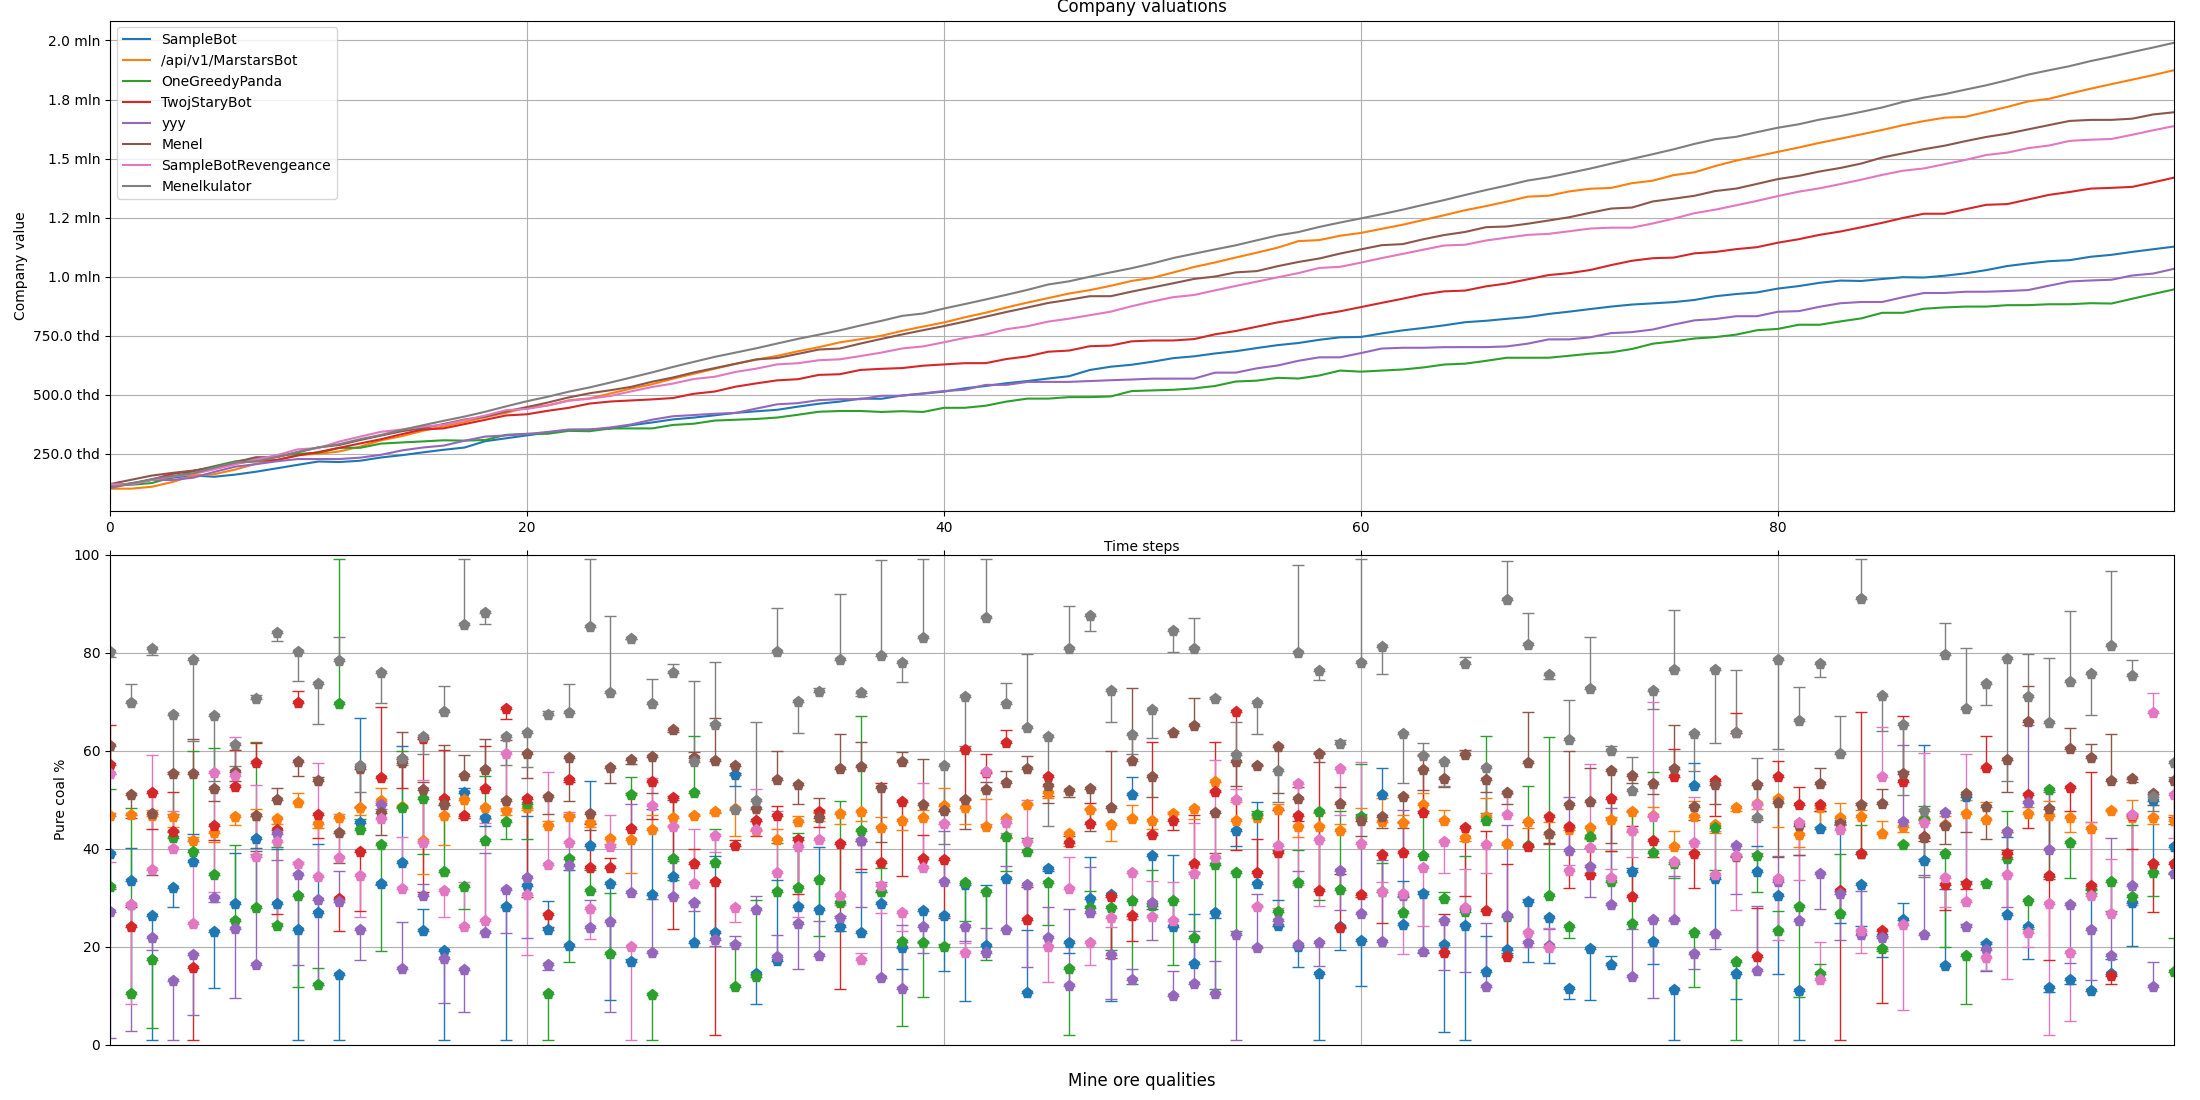 Company valuations
SampleBot
/api/v1/MarstarsBot
OneGreedyPanda
TwojStaryBot
yyy
Menel
SampleBotRevengeance
Menelkulator
2.0 mln
1.8 mln
1.5 mln
1.2 mln
1.0 mln
750.0 thd
500.0 thd
250.0 thd
Company value
0 20 40 60 80
Time steps
100
80
60
40
20
0
Pure coal %
Mine ore qualities